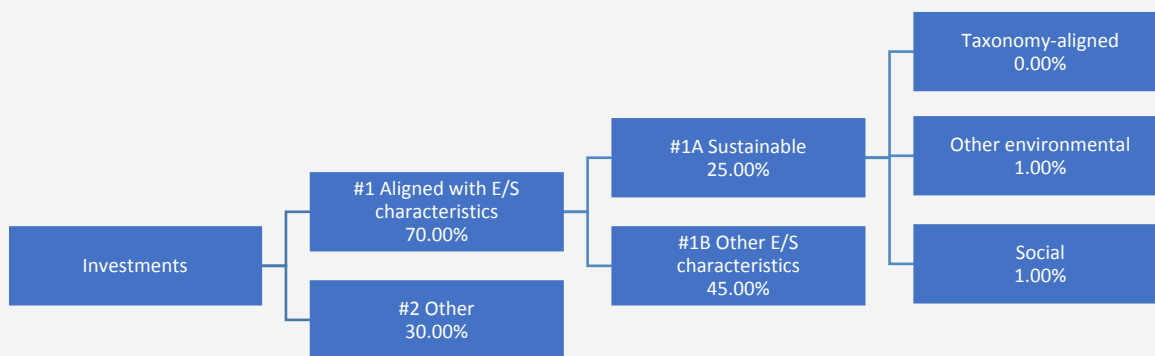 Investments
#1 Aligned with E/S
characteristics
70.00%
#2 Other
30.00%
#1A Sustainable
25.00%
#1B Other E/S
characteristics
45.00%
Taxonomy-aligned
0.00%
Other environmental
1.00%
Social
1.00%